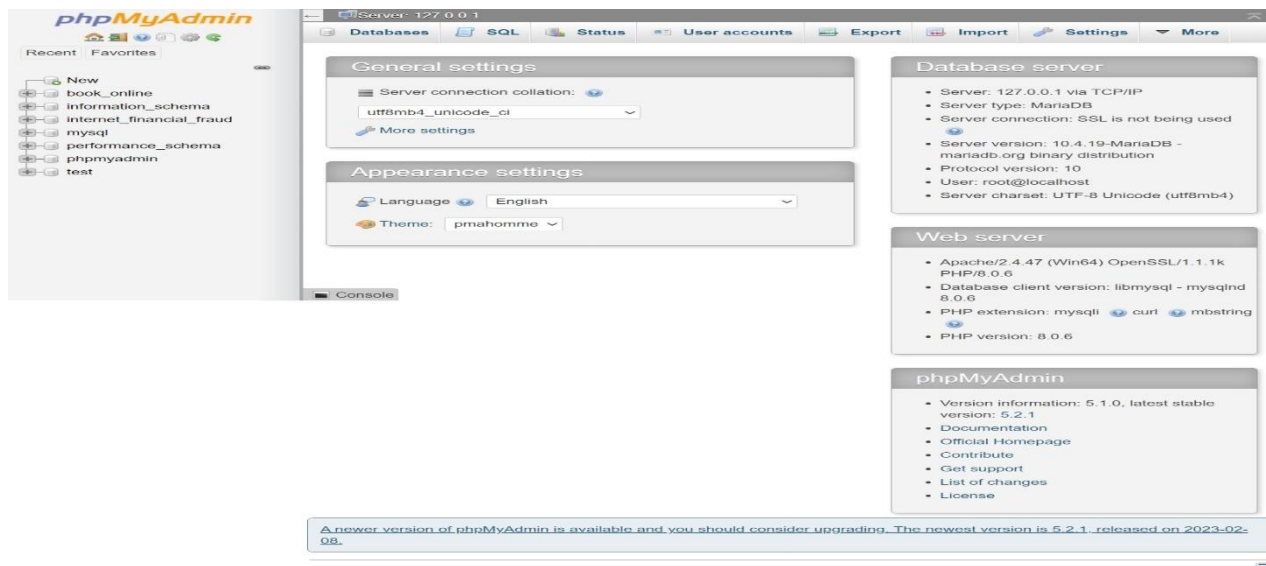 phpMyAdmin
Recent Favorites
New
book_online
information_schema
internet_financial_fraud
mysql
performance_schema
phpmyadmin
test
Server: 127.0.0.1
Databases SQL Status User accounts Export Import Settings More
General settings
Server connection collation:
utf8mb4_unicode_ci
More settings
Appearance settings
Language English
Theme: pmahomme
Console
Database server
Server: 127.0.0.1 via TCP/IP
Server type: MariaDB
Server connection: SSL is not being used
Server version: 10.4.19-MariaDB -
mariadb.org binary distribution
Protocol version: 10
User: root@localhost
Server charset: UTF-8 Unicode (utf8mb4)
Web server
Apache/2.4.47 (Win64) OpenSSL/1.1.1k
PHP/8.0.6
Database client version: libmysql - mysqlnd
8.0.6
PHP extension: mysqli curl mbstring
PHP version: 8.0.6
phpMyAdmin
Version information: 5.1.0, latest stable
version: 5.2.1
Documentation
Official Homepage
Contribute
Get support
List of changes
License
A newer version of phpMyAdmin is available and you should consider upgrading. The newest version is 5.2.1, released on 2023-02-
08.